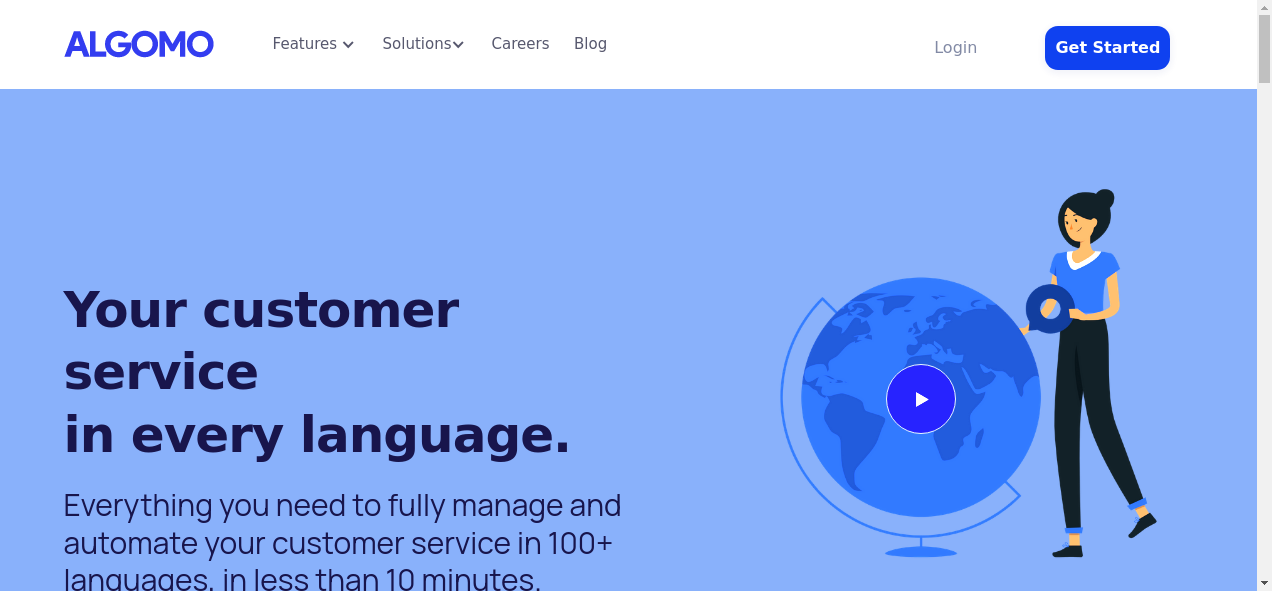 ALGOMO Features Solutions Careers Blog Login Get Started
Your customer
service
in every language.
Everything you need to fully manage and
automate your customer service in 100+
languages, in less than 10 minutes.